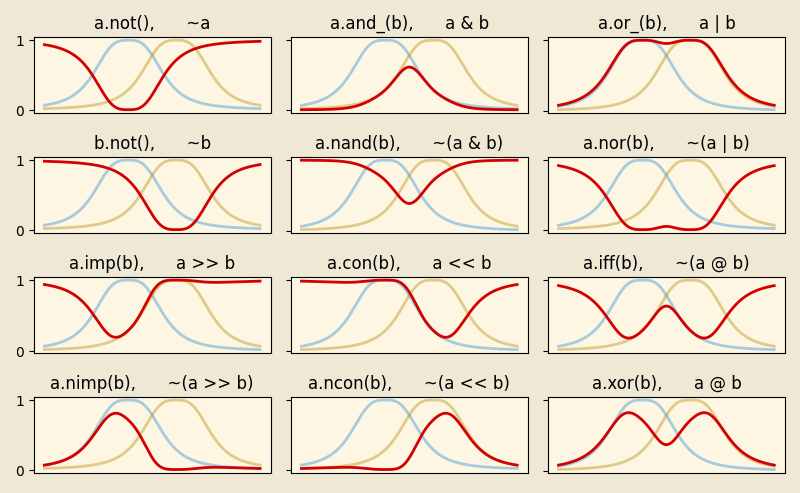 a.not(),      ~a
a.and_(b),      a & b
a.or_(b),      a | b
1
0
b.not(),      ~b
a.nand(b),      ~(a & b)
a.nor(b),      ~(a | b)
1
0
a.imp(b),      a >> b
a.con(b),      a << b
a.iff(b),      ~(a @ b)
1
0
a.nimp(b),      ~(a >> b)
a.ncon(b),      ~(a << b)
a.xor(b),      a @ b
1
0